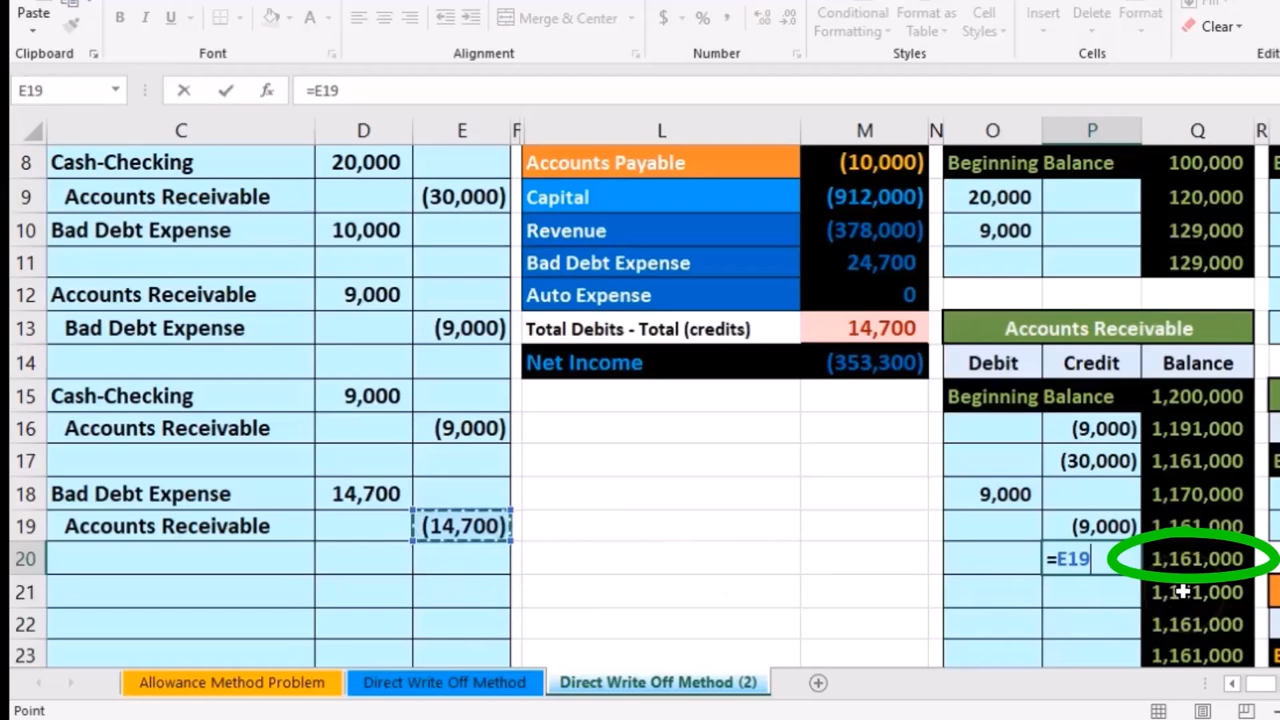 Paste
B I U
A
Merge & Center
$ % ,
Conditional Formatting
Format as Table
Cell Styles
Insert Delete Format
Clear
Clipboard Font Alignment Number Styles Cells
E19 fx =E19
C D E F L M N O P Q R
8 Cash-Checking 20,000 Accounts Payable (10,000) Beginning Balance 100,000
9 Accounts Receivable (30,000) Capital (912,000) 20,000 120,000
10 Bad Debt Expense 10,000 Revenue (378,000) 9,000 129,000
11 Bad Debt Expense 24,700 129,000
12 Accounts Receivable 9,000 Auto Expense 0
13 Bad Debt Expense (9,000) Total Debits - Total (credits) 14,700 Accounts Receivable
14 Net Income (353,300) Debit Credit Balance
15 Cash-Checking 9,000 Beginning Balance 1,200,000
16 Accounts Receivable (9,000) (9,000) 1,191,000
17 (30,000) 1,161,000
18 Bad Debt Expense 14,700 9,000 1,170,000
19 Accounts Receivable (14,700) (9,000) 1,161,000
20 =E19 1,161,000
21 1,161,000
22 1,161,000
23 1,161,000
Allowance Method Problem Direct Write Off Method Direct Write Off Method (2)
Point